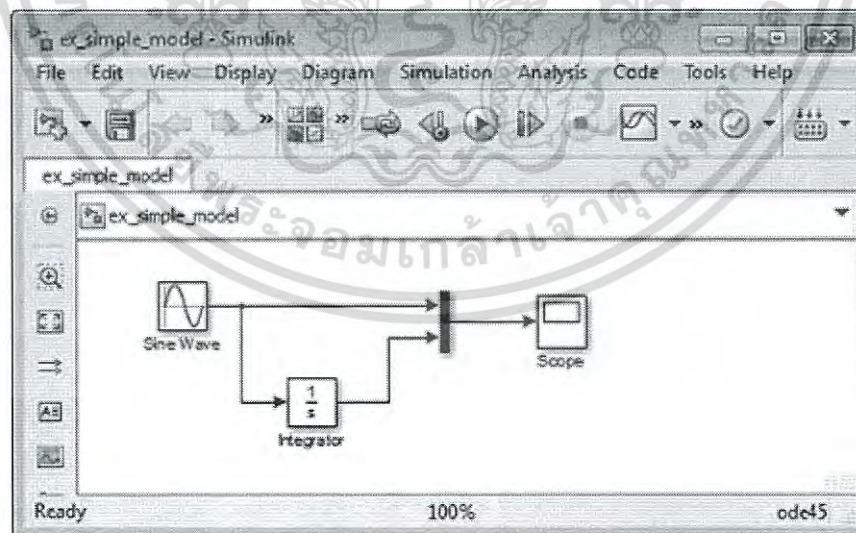 ex_simple_model - Simulink
File Edit View Display Diagram Simulation Analysis Code Tools Help
ex_simple_model
ex_simple_model
Sine Wave
1
s
Integrator
Scope
Ready 100% ode45